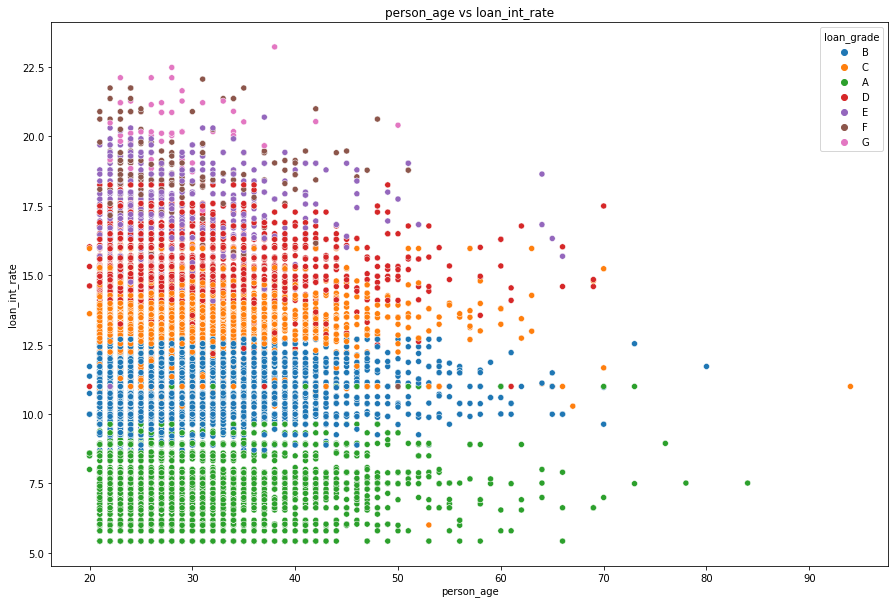 person_age vs loan_int_rate
loan_grade
B
C
A
D
E
F
G
loan_int_rate
22.5
20.0
17.5
15.0
12.5
10.0
7.5
5.0
20 30 40 50 60 70 80 90
person_age